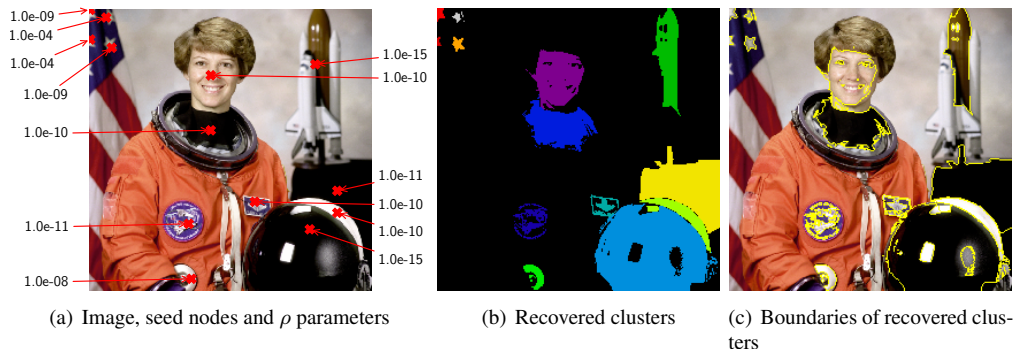 1.0e-09
1.0e-04
1.0e-04
1.0e-09
1.0e-10
1.0e-11
1.0e-08
1.0e-15
1.0e-10
1.0e-11
1.0e-10
1.0e-10
1.0e-15
(a) Image, seed nodes and ρ parameters
(b) Recovered clusters
(c) Boundaries of recovered clus-
ters